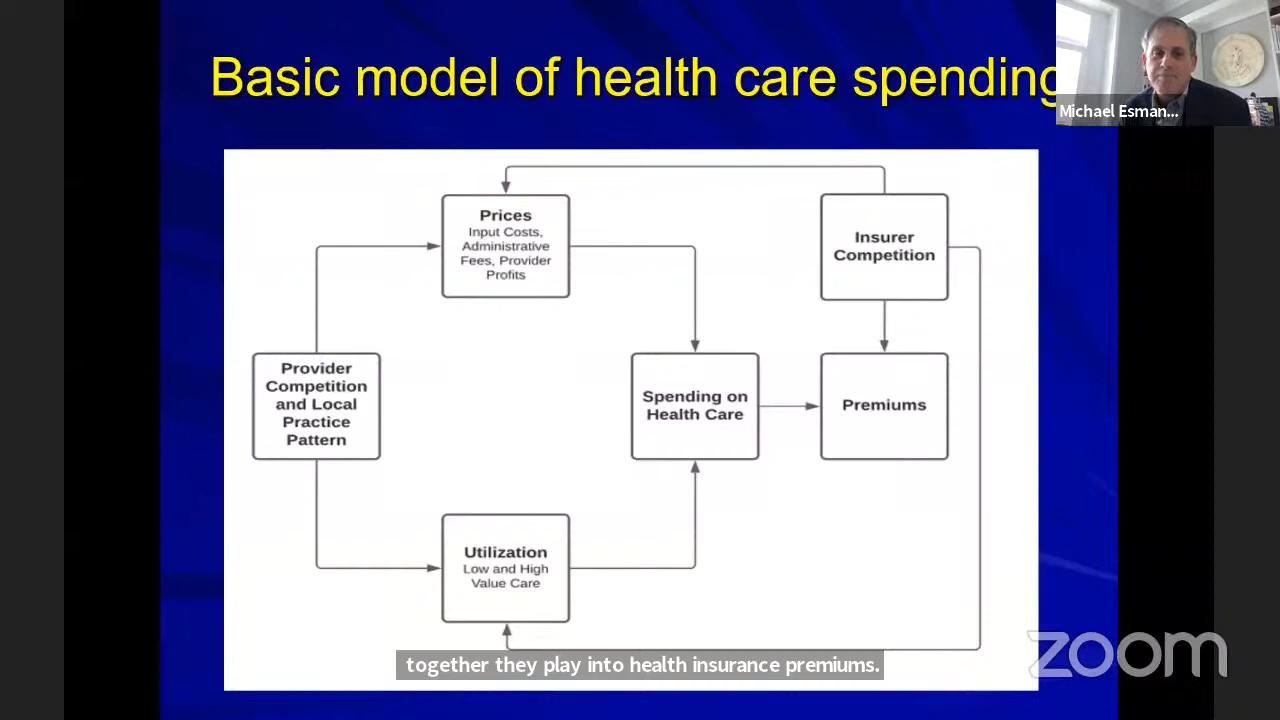 Basic model of health care spending
Michael Esman...
Prices
Input Costs,
Administrative
Fees, Provider
Profits
Insurer
Competition
Provider
Competition
and Local
Practice
Pattern
Spending on
Health Care
Premiums
Utilization
Low and High
Value Care
together they play into health insurance premiums.
zoom